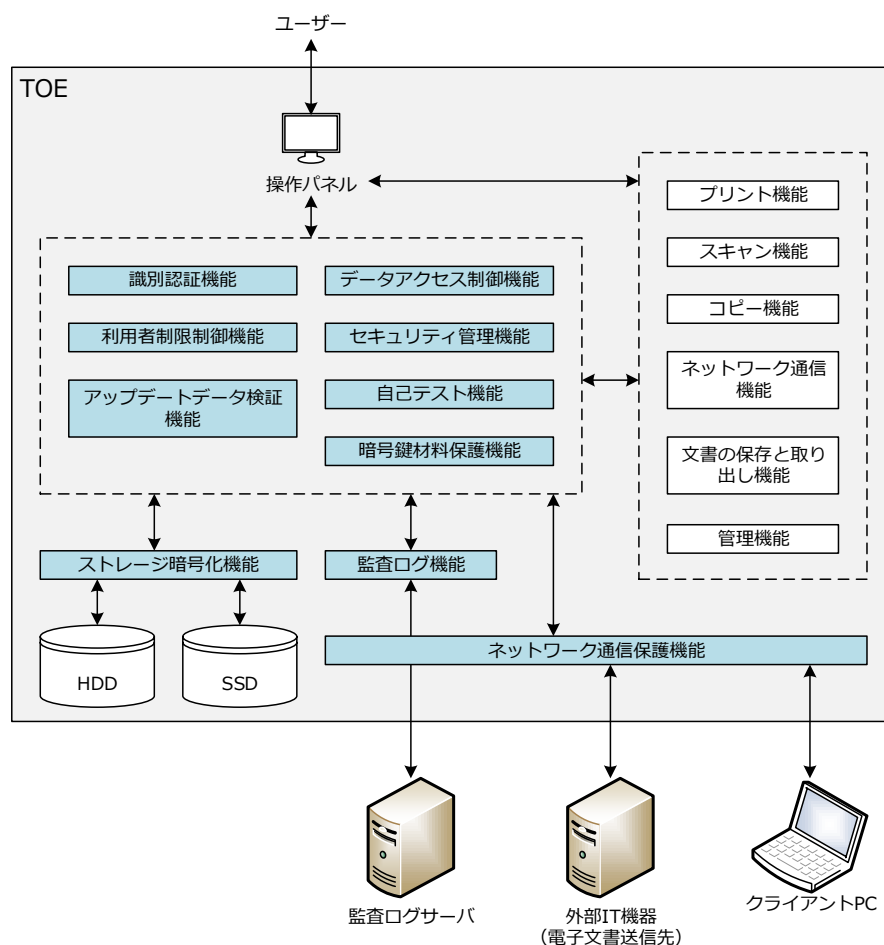 ユーザー
TOE
操作パネル
プリント機能
スキャン機能
コピー機能
ネットワーク通信
機能
文書の保存と取り
出し機能
管理機能
識別認証機能
データアクセス制御機能
利用者制限制御機能
セキュリティ管理機能
アップデートデータ検証
機能
自己テスト機能
暗号鍵材料保護機能
ストレージ暗号化機能
監査ログ機能
ネットワーク通信保護機能
HDD
SSD
監査ログサーバ
外部IT機器
（電子文書送信先）
クライアントPC